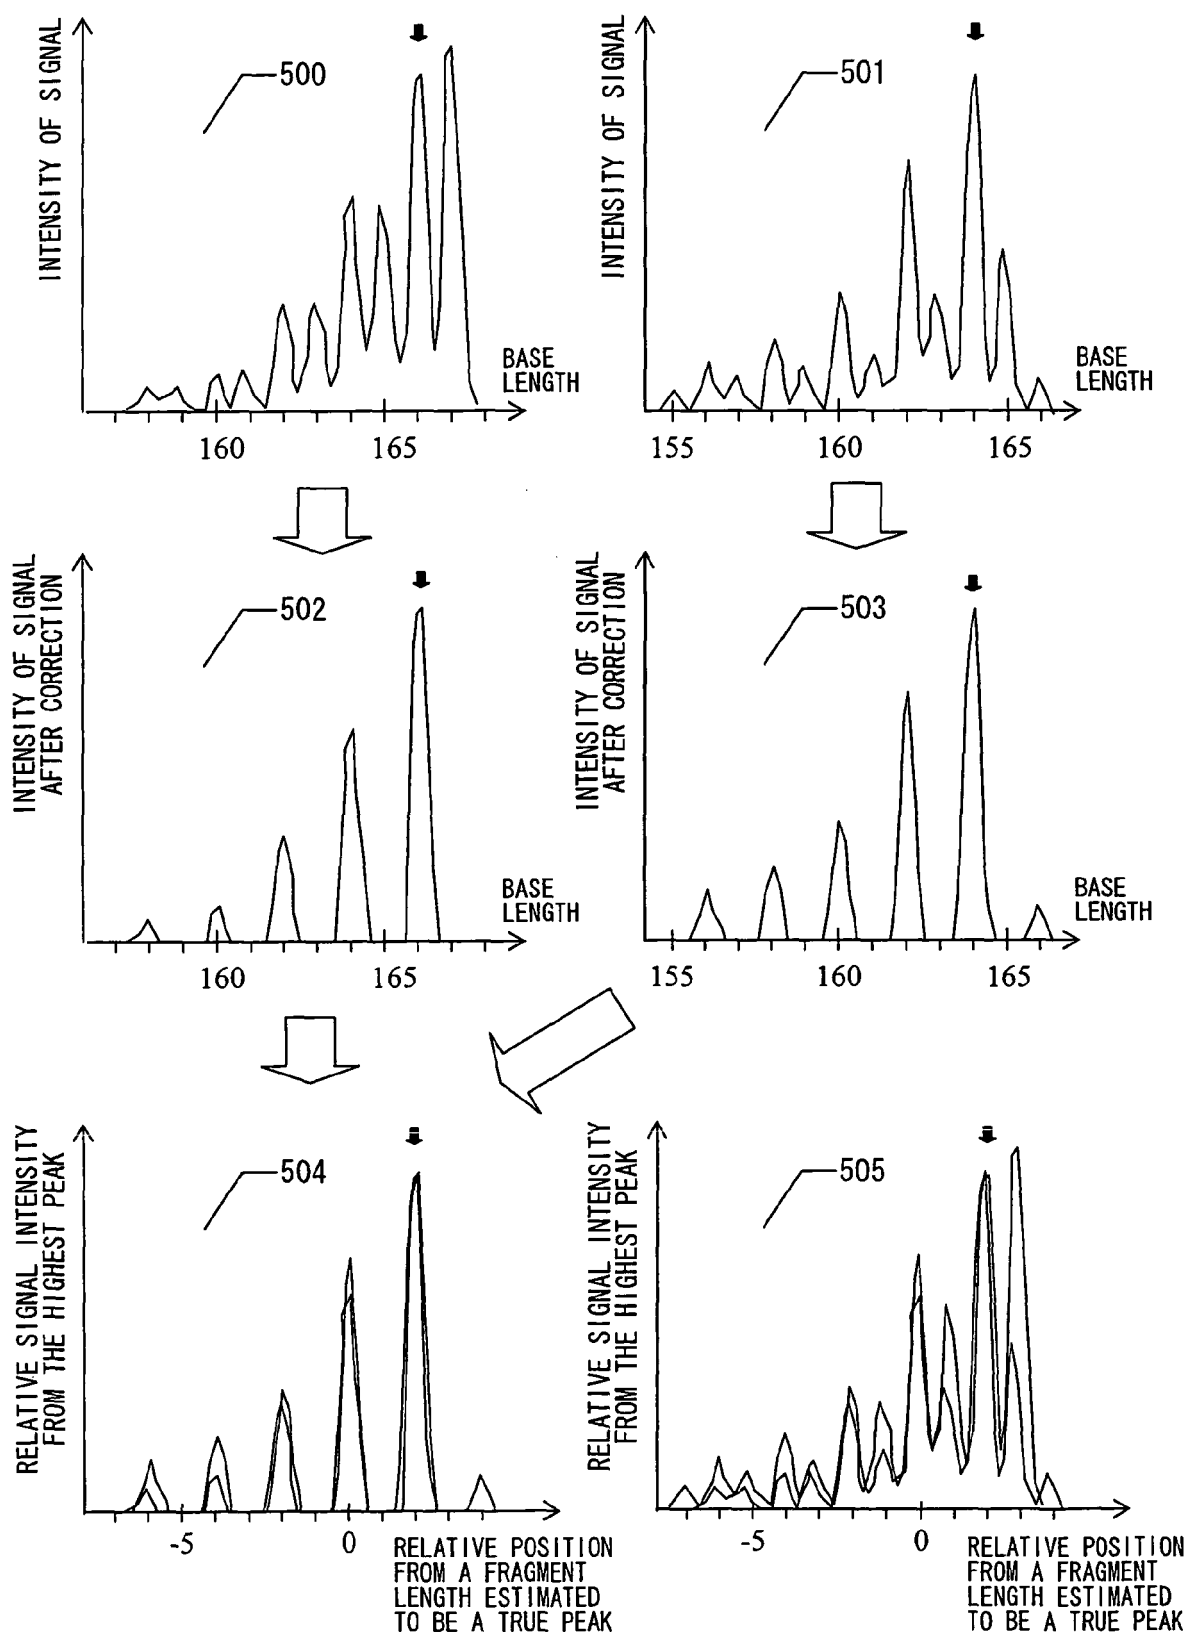 INTENSITY OF SIGNAL
500
BASE
LENGTH
160
165
INTENSITY OF SIGNAL
501
BASE
LENGTH
155
160
165
INTENSITY OF SIGNAL
AFTER CORRECTION
502
BASE
LENGTH
160
165
INTENSITY OF SIGNAL
AFTER CORRECTION
503
BASE
LENGTH
155
160
165
RELATIVE SIGNAL INTENSITY
FROM THE HIGHEST PEAK
504
-5
0
RELATIVE POSITION
FROM A FRAGMENT
LENGTH ESTIMATED
TO BE A TRUE PEAK
RELATIVE SIGNAL INTENSITY
FROM THE HIGHEST PEAK
505
-5
0
RELATIVE POSITION
FROM A FRAGMENT
LENGTH ESTIMATED
TO BE A TRUE PEAK